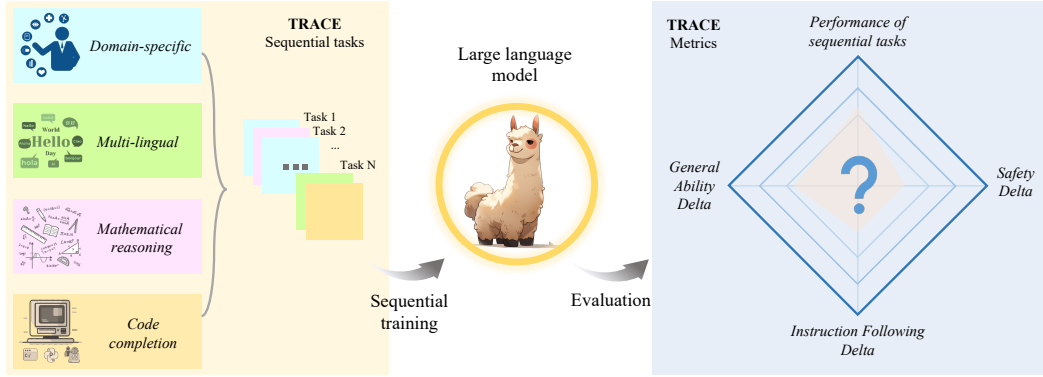 Domain-specific
World
Hello
Day
hola
Multi-lingual
Mathematical
reasoning
Code
completion
TRACE
Sequential tasks
Task 1
Task 2
...
Task N
Sequential
training
Large language
model
Evaluation
TRACE
Metrics
Performance of
sequential tasks
General
Ability
Delta
?
Safety
Delta
Instruction Following
Delta